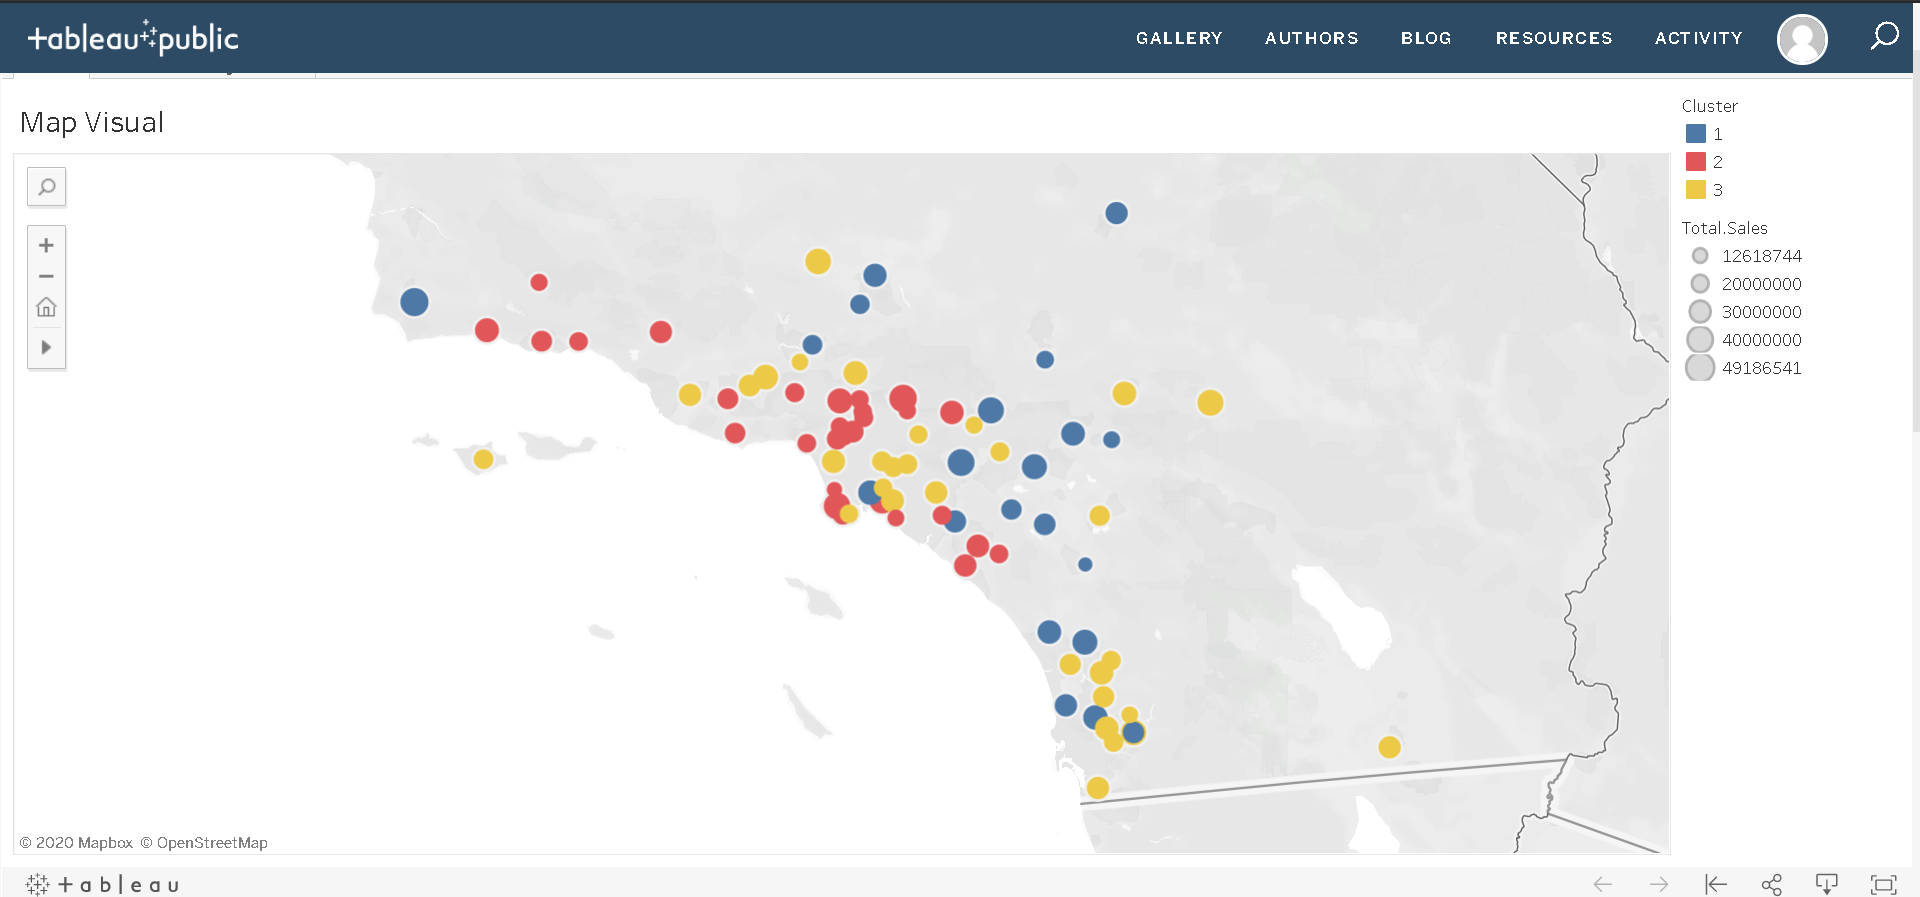 +ableau public
GALLERY AUTHORS BLOG RESOURCES ACTIVITY
Map Visual
Cluster
1
2
3
Total.Sales
12618744
20000000
30000000
40000000
49186541
© 2020 Mapbox © OpenStreetMap
+ableau